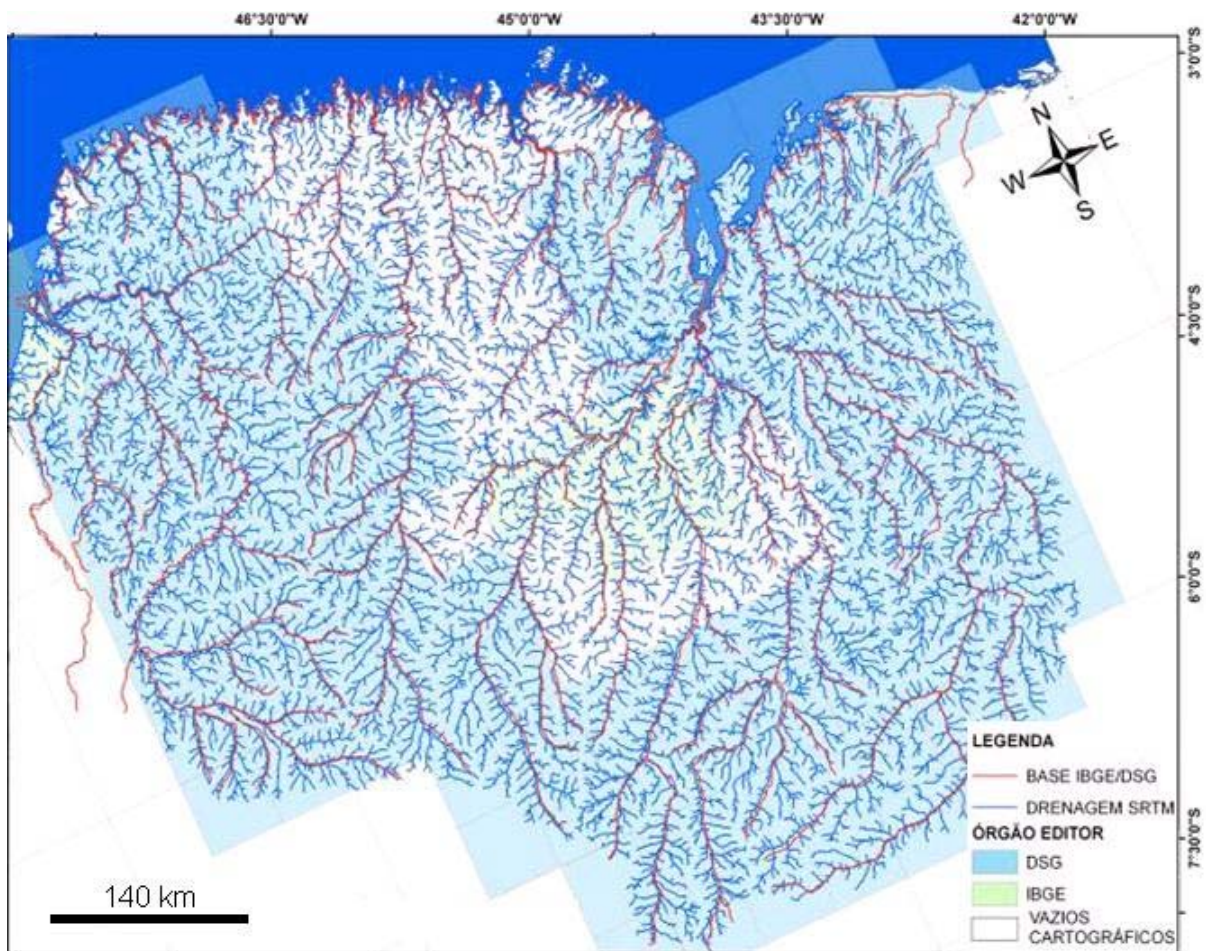 46°30'0"W
45°0'0"W
43°30'0"W
42°0'0"W
3°0'0"S
4°30'0"S
6°0'0"S
7°30'0"S
N
E
W
S
LEGENDA
BASE IBGE/DSG
DRENAGEM SRTM
ÓRGÃO EDITOR
DSG
IBGE
VAZIOS
CARTOGRÁFICOS
140 km